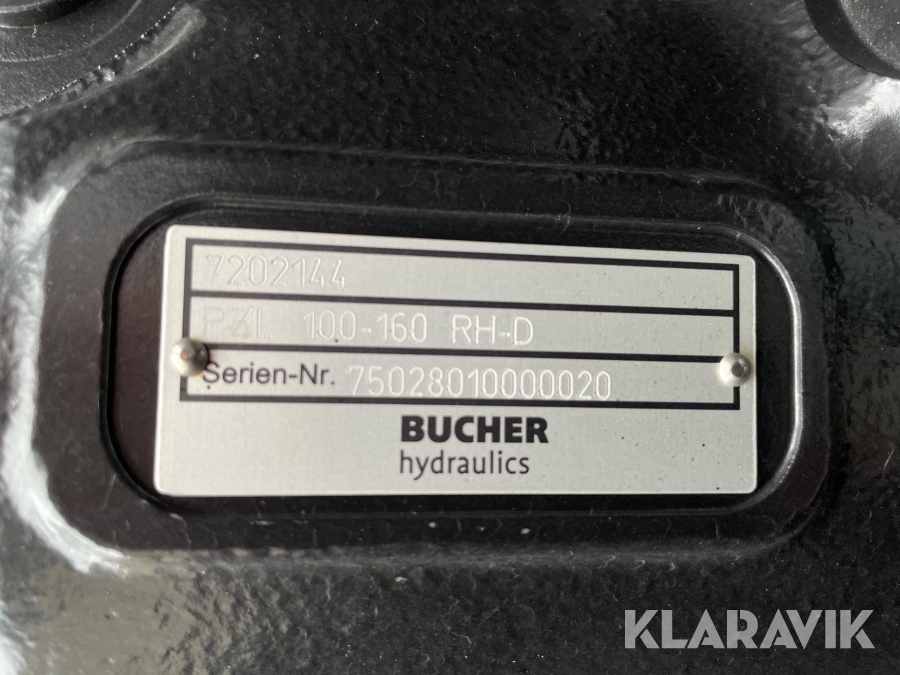 7202144
PZL 100-160 RH-D
Serien-Nr. 75028010000020
BUCHER
hydraulics
KLARAVIK